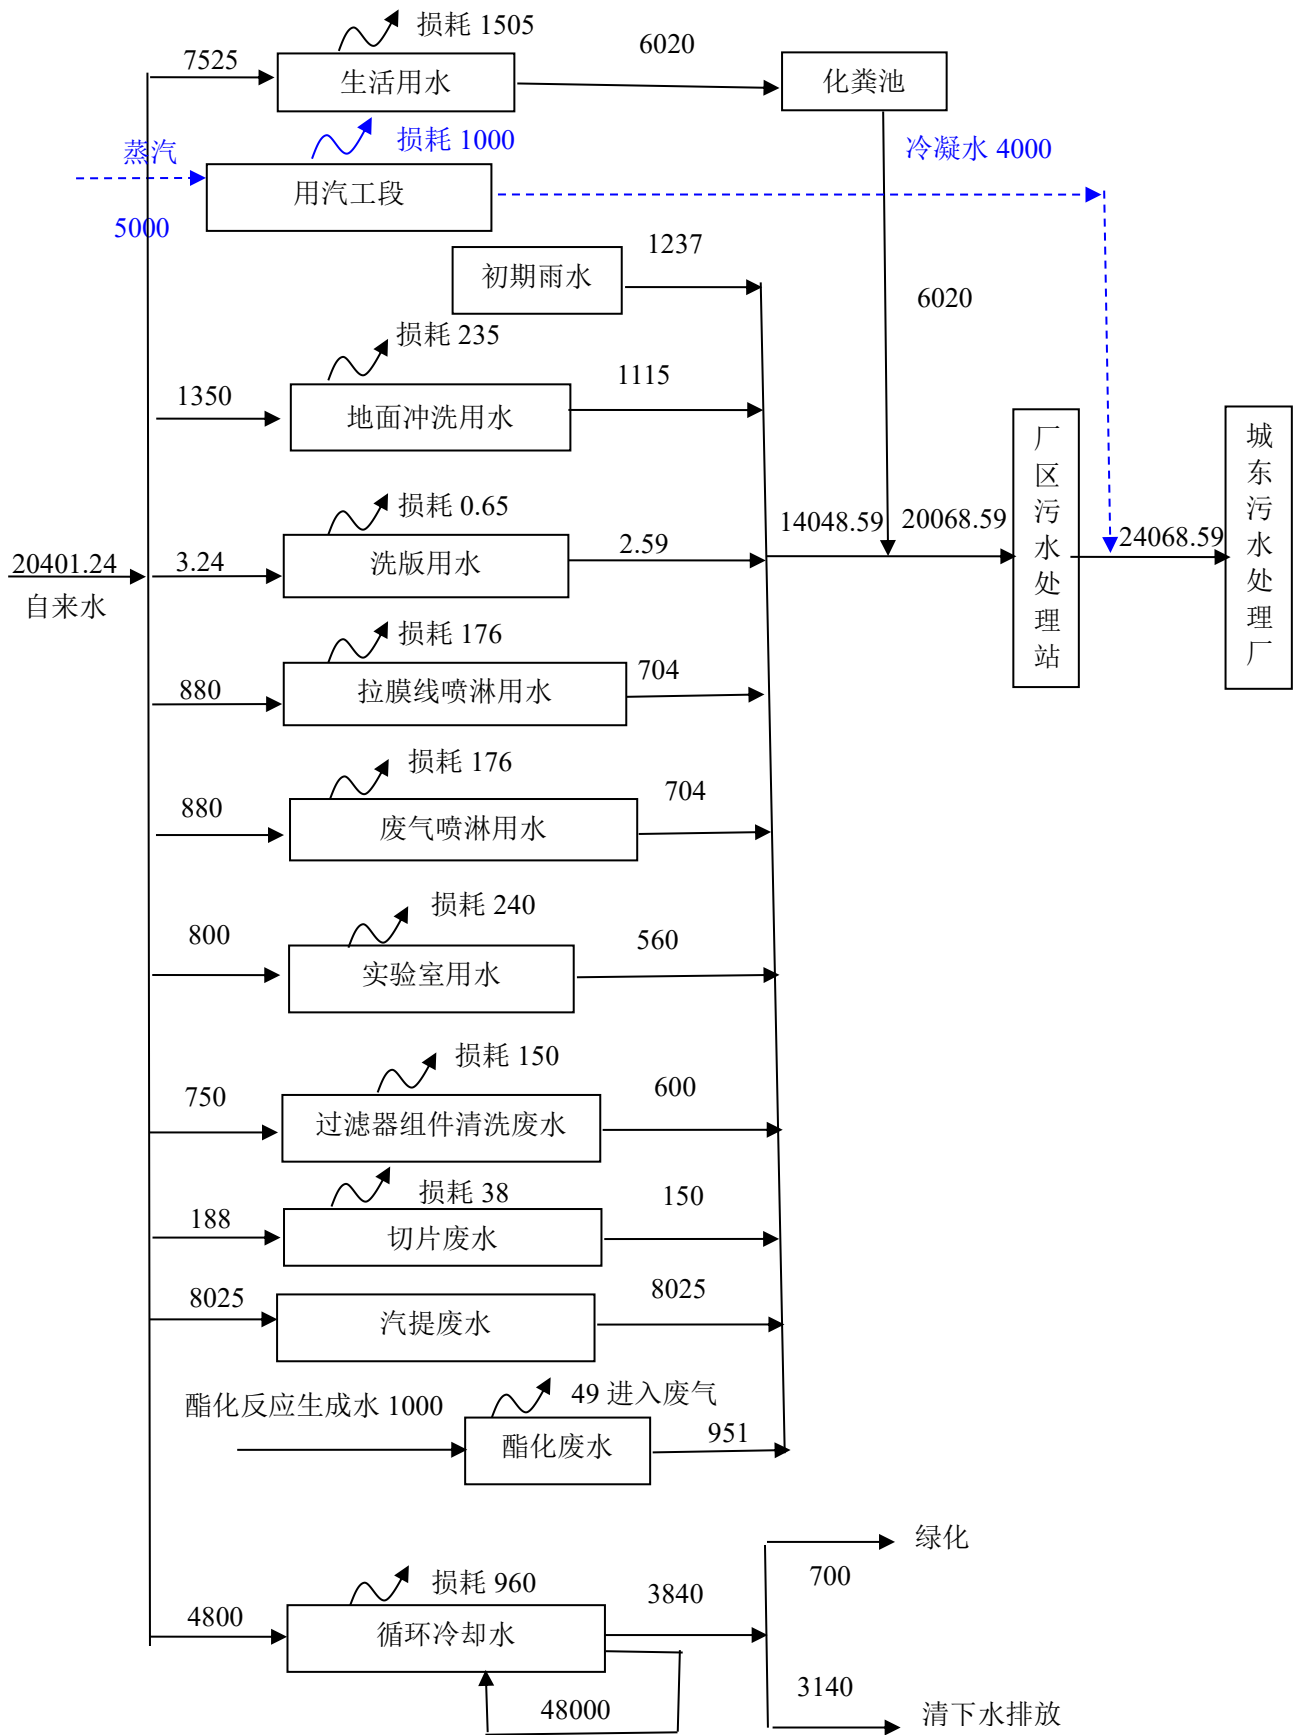 损耗 1505
7525
6020
生活用水
化粪池
蒸汽
损耗 1000
冷凝水 4000
用汽工段
5000
1237
初期雨水
6020
损耗 235
1350
1115
地面冲洗用水
厂区污水处理站
城东污水处理厂
损耗 0.65
14048.59
20068.59
24068.59
20401.24
3.24
2.59
洗版用水
自来水
损耗 176
880
704
拉膜线喷淋用水
损耗 176
880
704
废气喷淋用水
损耗 240
800
560
实验室用水
损耗 150
750
600
过滤器组件清洗废水
损耗 38
188
150
切片废水
8025
8025
汽提废水
酯化反应生成水 1000
49 进入废气
951
酯化废水
绿化
700
损耗 960
4800
3840
循环冷却水
48000
3140
清下水排放